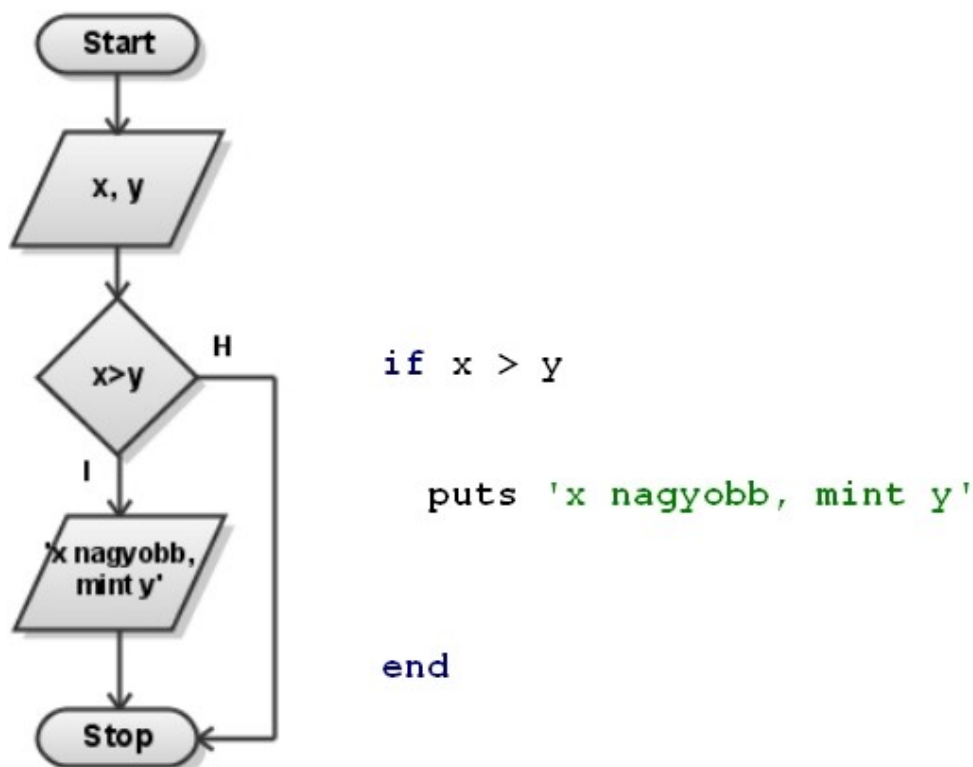 Start
x, y
x>y
H
I
'x nagyobb,
mint y'
Stop
if x > y
puts 'x nagyobb, mint y'
end